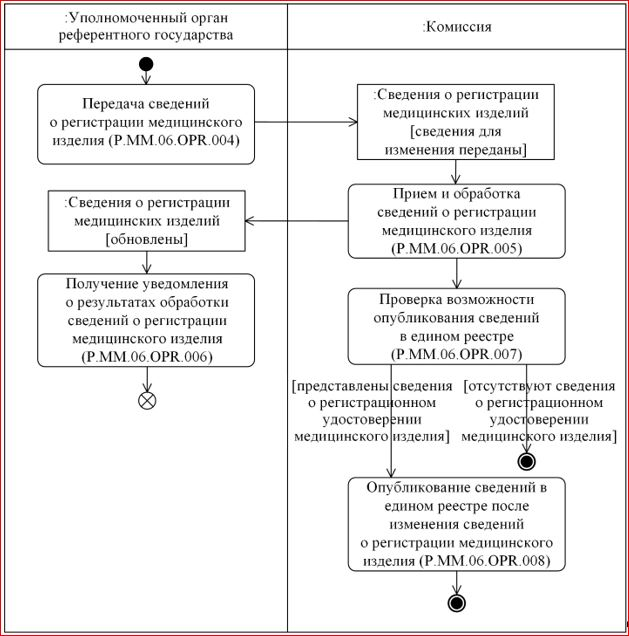 :Уполномоченный орган
референтного государства
:Комиссия
Передача сведений
о регистрации медицинского
изделия (P.MM.06.OPR.004)
:Сведения о регистрации
медицинских изделий
[сведения для
изменения переданы]
Прием и обработка
сведений о регистрации
медицинского изделия
(P.MM.06.OPR.005)
:Сведения о регистрации
медицинских изделий
[обновлены]
Получение уведомления
о результатах обработки
сведений о регистрации
медицинского изделия
(P.MM.06.OPR.006)
Проверка возможности
опубликования сведений
в едином реестре
(P.MM.06.OPR.007)
[представлены сведения
о регистрационном
удостоверении
медицинского изделия]
[отсутствуют сведения
о регистрационном
удостоверении
медицинского изделия]
Опубликование сведений в
едином реестре после
изменения сведений
о регистрации медицинского
изделия (P.MM.06.OPR.008)